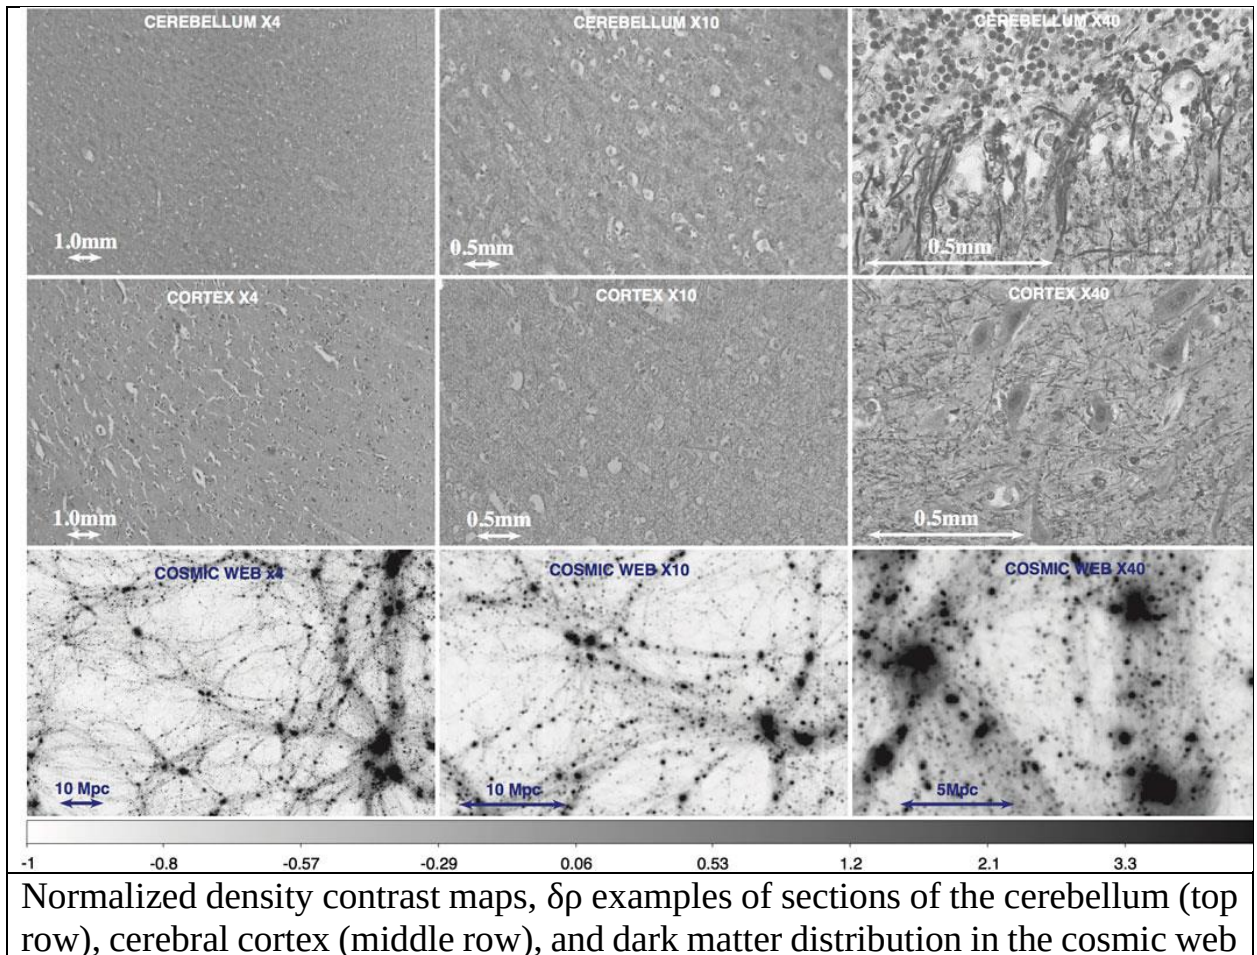 CEREBELLUM X4
CEREBELLUM X10
CEREBELLUM X40
1.0mm
0.5mm
0.5mm
CORTEX X4
CORTEX X10
CORTEX X40
1.0mm
0.5mm
0.5mm
COSMIC WEB x4
COSMIC WEB X10
COSMIC WEB X40
10 Mpc
10 Mpc
5Mpc
-1 -0.8 -0.57 -0.29 0.06 0.53 1.2 2.1 3.3
Normalized density contrast maps, δρ examples of sections of the cerebellum (top
row), cerebral cortex (middle row), and dark matter distribution in the cosmic web